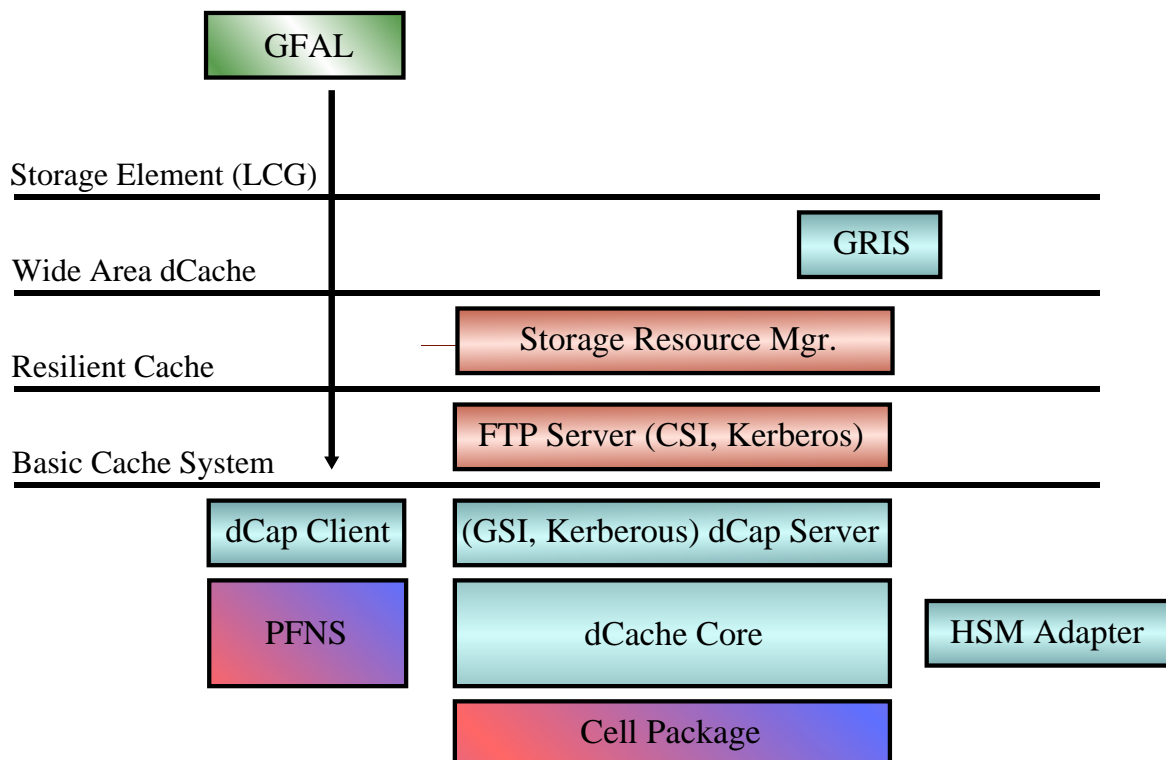 GFAL
Storage Element (LCG)
GRIS
Wide Area dCache
Storage Resource Mgr.
Resilient Cache
FTP Server (CSI, Kerberos)
Basic Cache System
dCap Client
(GSI, Kerberous) dCap Server
PFNS
dCache Core
HSM Adapter
Cell Package